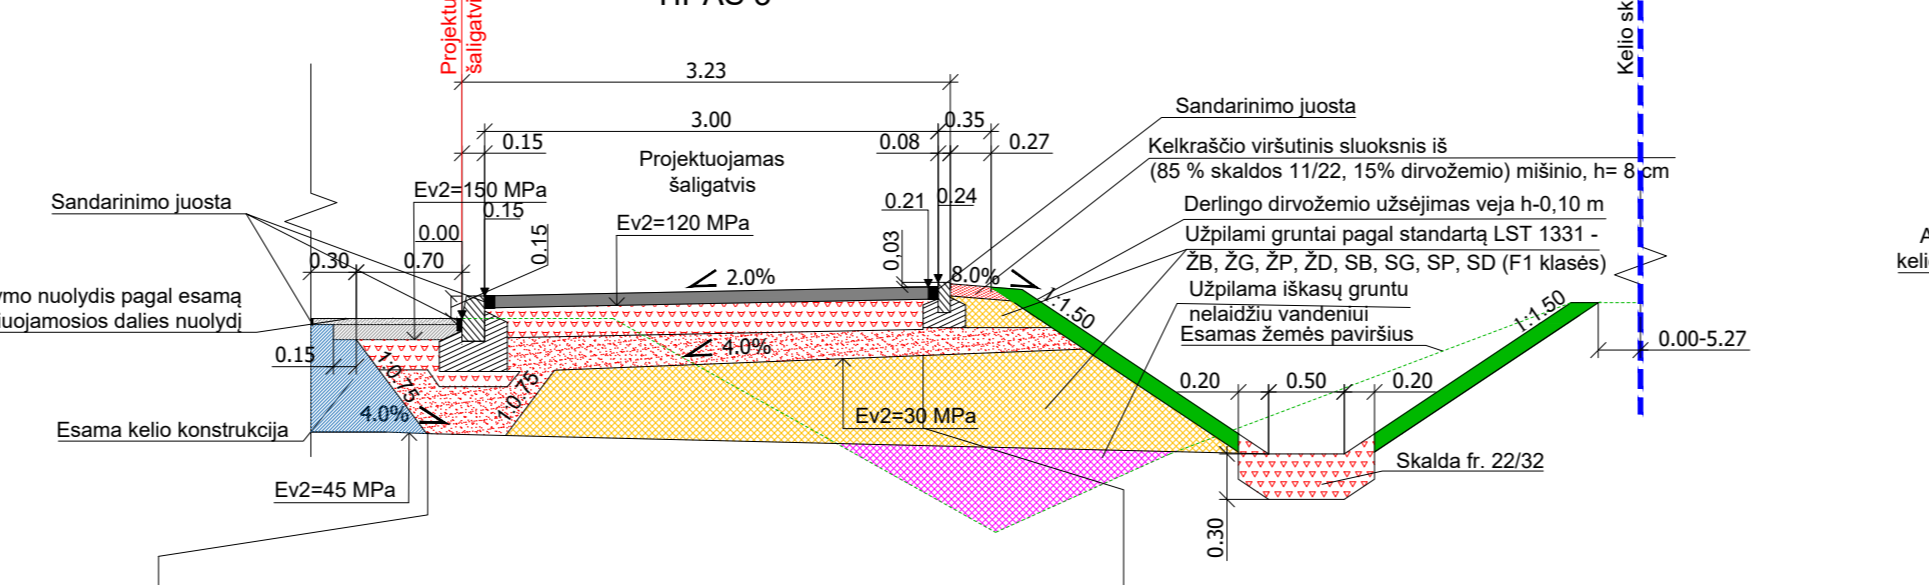 Projektu
šaligatvi
Kelio sk
3.23
3.00
0.35
0.15
0.08
0.27
Sandarinimo juosta
Projektuojamas
šaligatvis
Kelkraščio viršutinis sluoksnis iš
(85 % skaldos 11/22, 15% dirvožemio) mišinio, h= 8 cm
Sandarinimo juosta
Ev2=150 MPa
0.15
0.21
0.24
Derlingo dirvožemio užsėjimas veja h-0,10 m
0.00
0.15
Ev2=120 MPa
0,03
Užpilami gruntai pagal standartą LST 1331 -
ŽB, ŽG, ŽP, ŽD, SB, SG, SP, SD (F1 klasės)
0.30
0.70
2.0%
8.0%
A
kelio
ymo nuolydis pagal esamą
iuojamosios dalies nuolydį
Užpilama iškasų gruntu
nelaidžiu vandeniui
Esamas žemės paviršius
1:1.50
1:1.50
0.15
4.0%
0.00-5.27
1:0.75
1:0.75
0.20
0.50
0.20
4.0%
Ev2=30 MPa
Esama kelio konstrukcija
Skalda fr. 22/32
Ev2=45 MPa
0.30